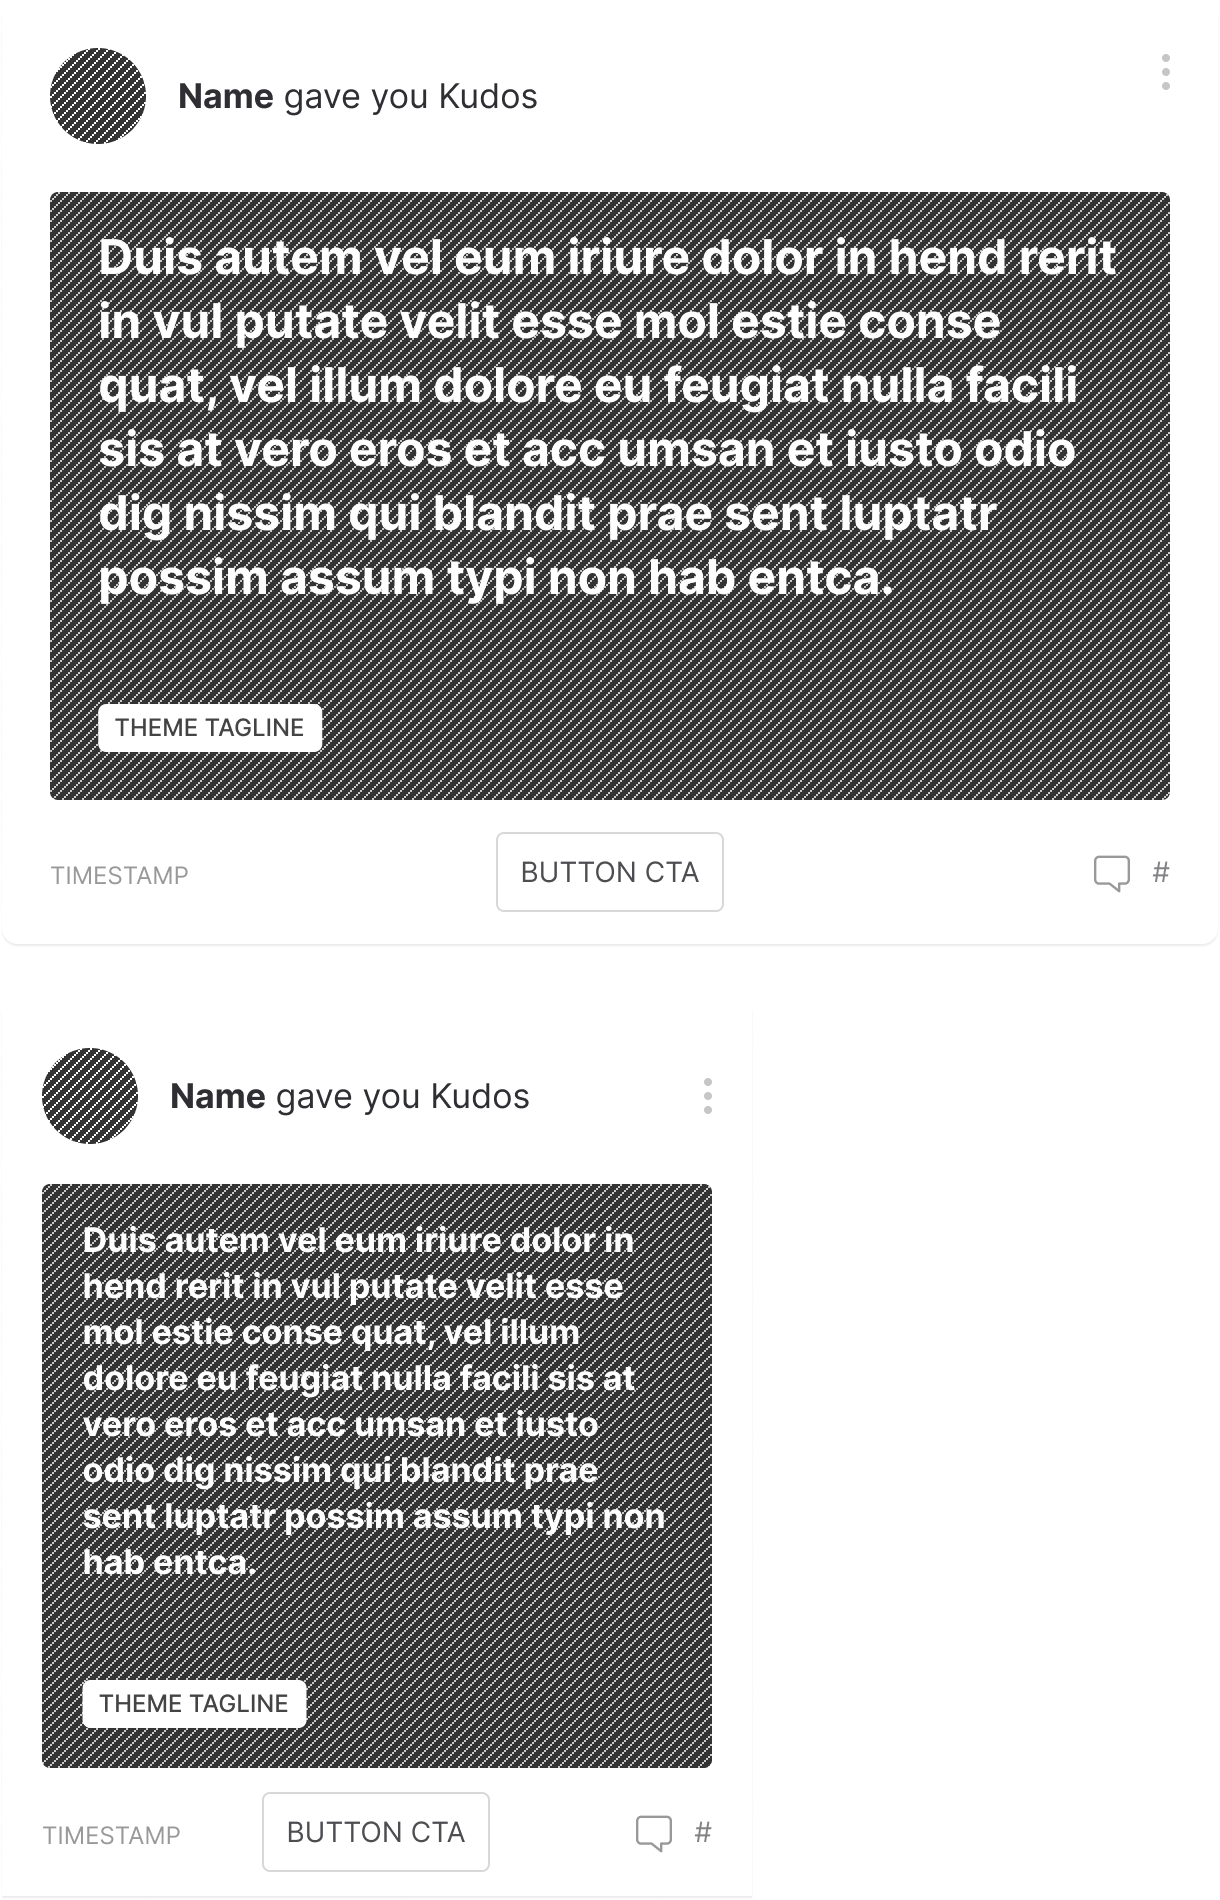 Name gave you Kudos
Duis autem vel eum iriure dolor in hend rerit
in vul putate velit esse mol estie conse
quat, vel illum dolore eu feugiat nulla facili
sis at vero eros et acc umsan et iusto odio
dig nissim qui blandit prae sent luptatr
possim assum typi non hab entca.
THEME TAGLINE
TIMESTAMP
BUTTON CTA
#
Name gave you Kudos
Duis autem vel eum iriure dolor in
hend rerit in vul putate velit esse
mol estie conse quat, vel illum
dolore eu feugiat nulla facili sis at
vero eros et acc umsan et iusto
odio dig nissim qui blandit prae
sent luptatr possim assum typi non
hab entca.
THEME TAGLINE
TIMESTAMP
BUTTON CTA
#